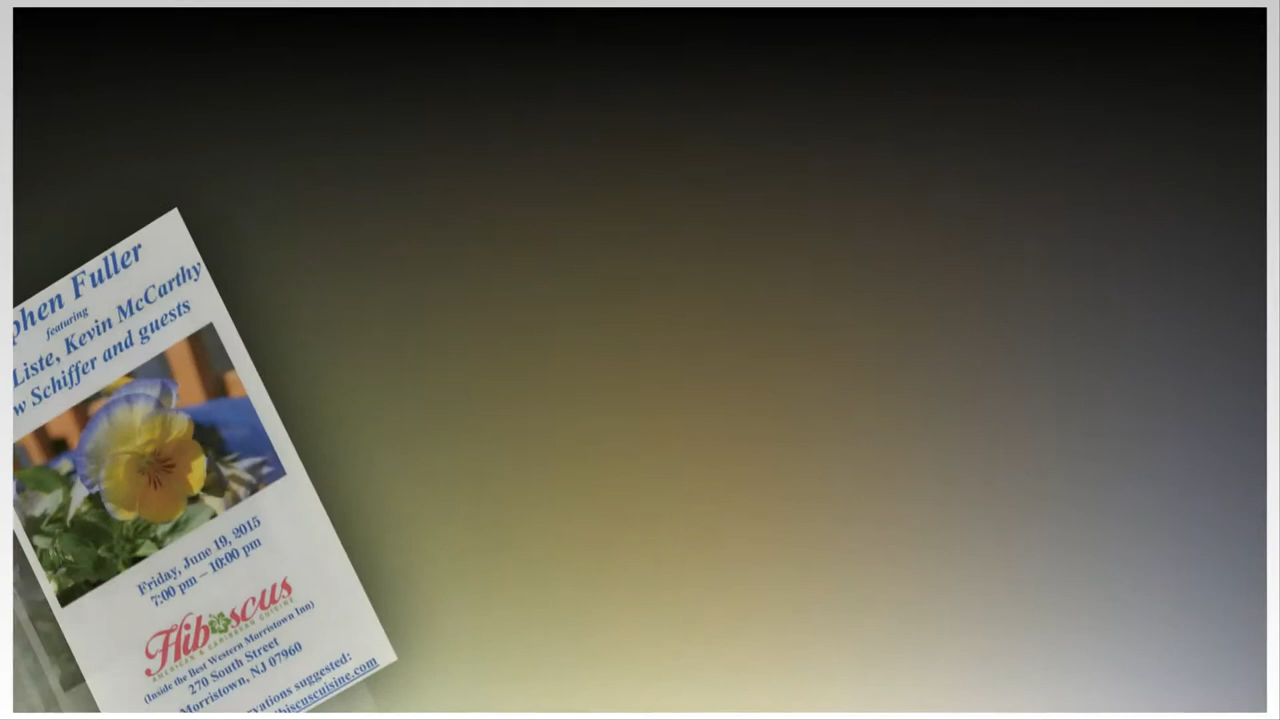 phen Fuller
featuring
Liste, Kevin McCarthy
w Schiffer and guests
Friday, June 19, 2015
7:00 pm – 10:00 pm
Hibiscus
AMERICAN & CARIBBEAN CUISINE
(Inside the Best Western Morristown Inn)
270 South Street
Morristown, NJ 07960
vations suggested:
biscuscuisine.com